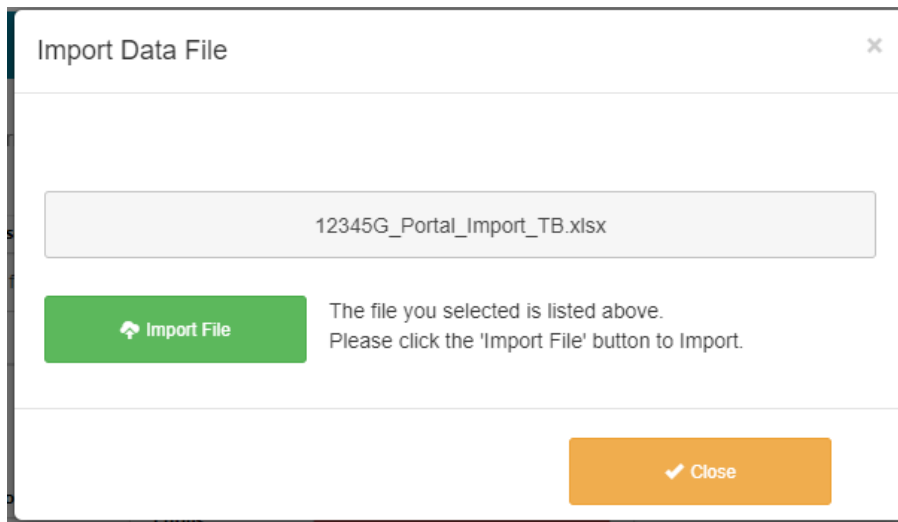 Import Data File
×
12345G_Portal_Import_TB.xlsx
Import File
The file you selected is listed above.
Please click the 'Import File' button to Import.
Close